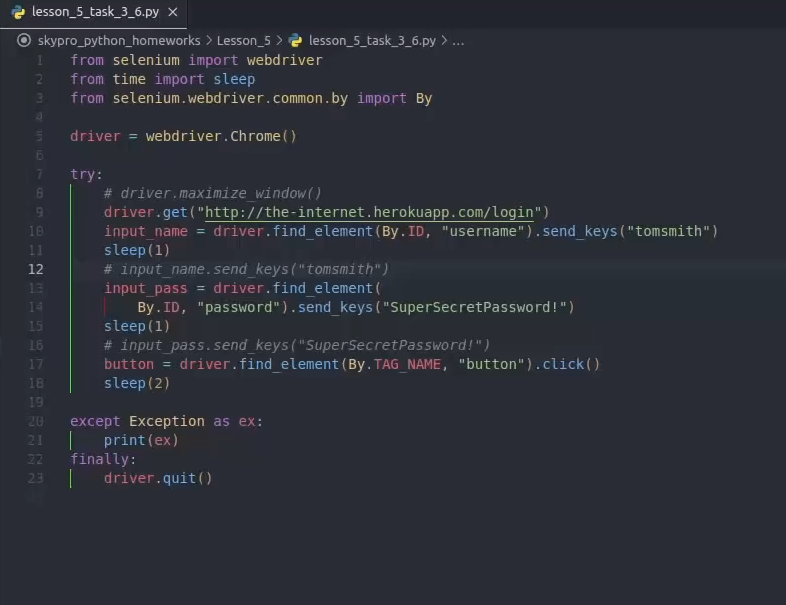 lesson_5_task_3_6.py ×
skypro_python_homeworks > Lesson_5 > lesson_5_task_3_6.py > ...
1 from selenium import webdriver
2 from time import sleep
3 from selenium.webdriver.common.by import By
4
5 driver = webdriver.Chrome()
6
7 try:
8     # driver.maximize_window()
9     driver.get("http://the-internet.herokuapp.com/login")
10     input_name = driver.find_element(By.ID, "username").send_keys("tomsmith")
11     sleep(1)
12     # input_name.send_keys("tomsmith")
13     input_pass = driver.find_element(
14         By.ID, "password").send_keys("SuperSecretPassword!")
15     sleep(1)
16     # input_pass.send_keys("SuperSecretPassword!")
17     button = driver.find_element(By.TAG_NAME, "button").click()
18     sleep(2)
19
20 except Exception as ex:
21     print(ex)
22 finally:
23     driver.quit()